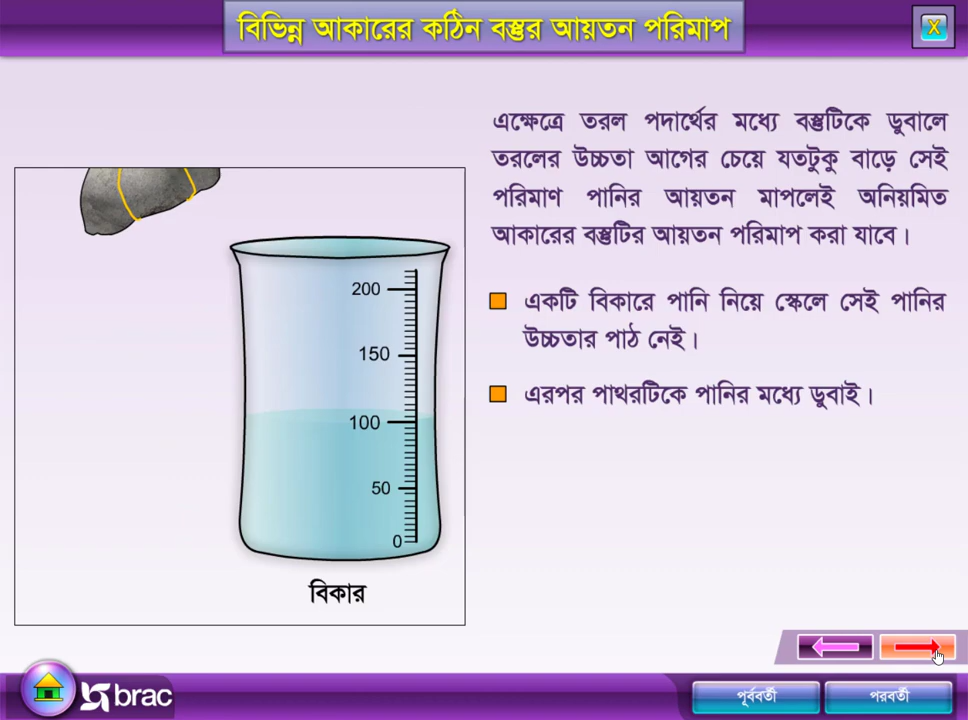 বিভিন্ন আকারের কঠিন বস্তুর আয়তন পরিমাপ
X
এক্ষেত্রে তরল পদার্থের মধ্যে বস্তুটিকে ডুবালে
তরলের উচ্চতা আগের চেয়ে যতটুকু বাড়ে সেই
পরিমাণ পানির আয়তন মাপলেই অনিয়মিত
আকারের বস্তুটির আয়তন পরিমাপ করা যাবে।
একটি বিকারে পানি নিয়ে স্কেলে সেই পানির
উচ্চতার পাঠ নেই।
এরপর পাথরটিকে পানির মধ্যে ডুবাই।
200
150
100
50
0
বিকার
brac
পূর্ববর্তী
পরবর্তী